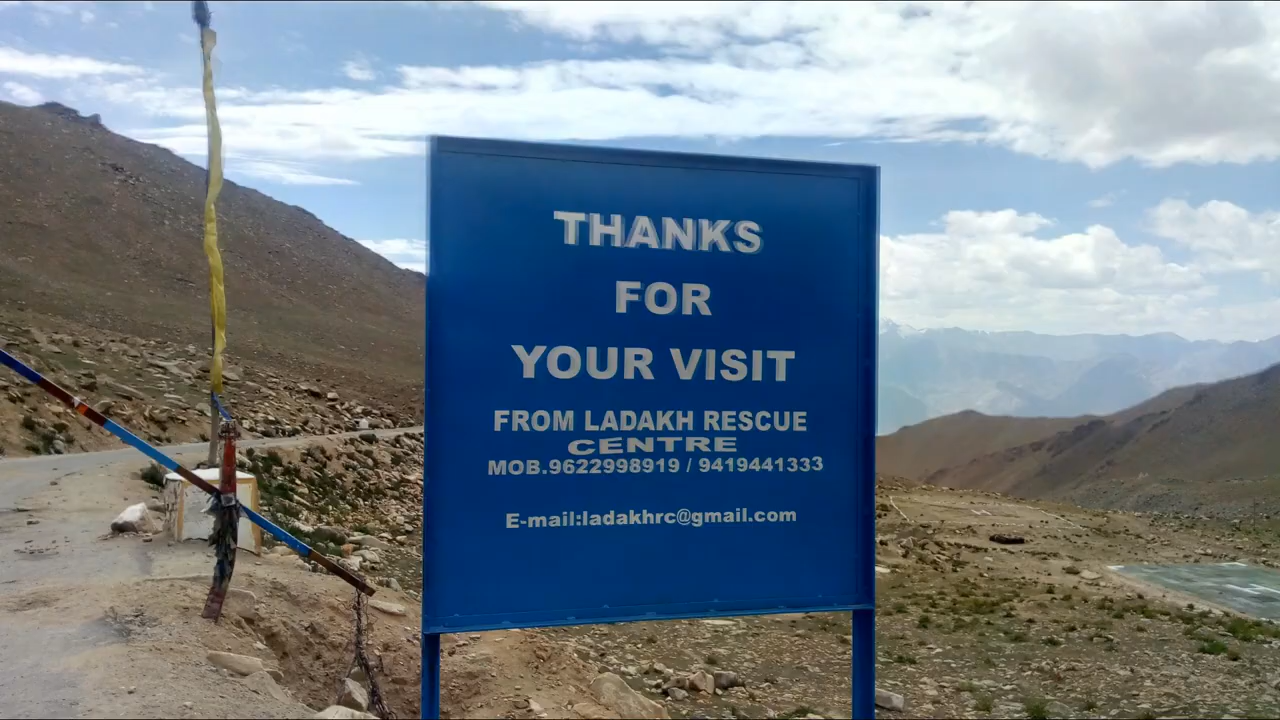 THANKS
FOR
YOUR VISIT
FROM LADAKH RESCUE
CENTRE
MOB.9622998919 / 9419441333
E-mail:ladakhrc@gmail.com